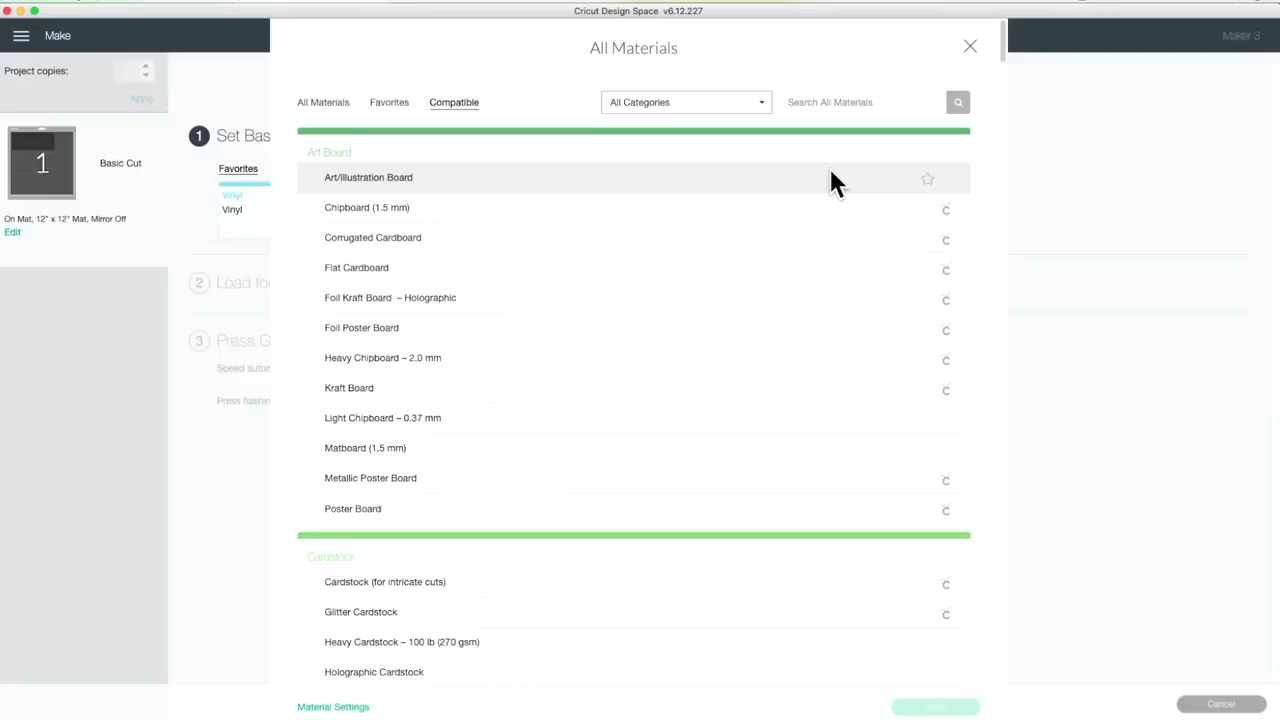 Cricut Design Space v6.12.227
Make
Maker 3
Project copies:
Apply
1
Basic Cut
On Mat, 12" x 12" Mat, Mirror Off
Edit
1 Set Bas
Favorites
Vinyl
Vinyl
2 Load
3 Press G
Speed
Press
All Materials
All Materials Favorites Compatible
All Categories
Search All Materials
Art Board
Art/Illustration Board
Chipboard (1.5 mm) C
Corrugated Cardboard C
Flat Cardboard C
Foil Kraft Board – Holographic C
Foil Poster Board C
Heavy Chipboard – 2.0 mm C
Kraft Board C
Light Chipboard – 0.37 mm
Matboard (1.5 mm)
Metallic Poster Board C
Poster Board C
Cardstock
Cardstock (for intricate cuts) C
Glitter Cardstock C
Heavy Cardstock – 100 lb (270 gsm)
Holographic Cardstock
Material Settings
Cancel